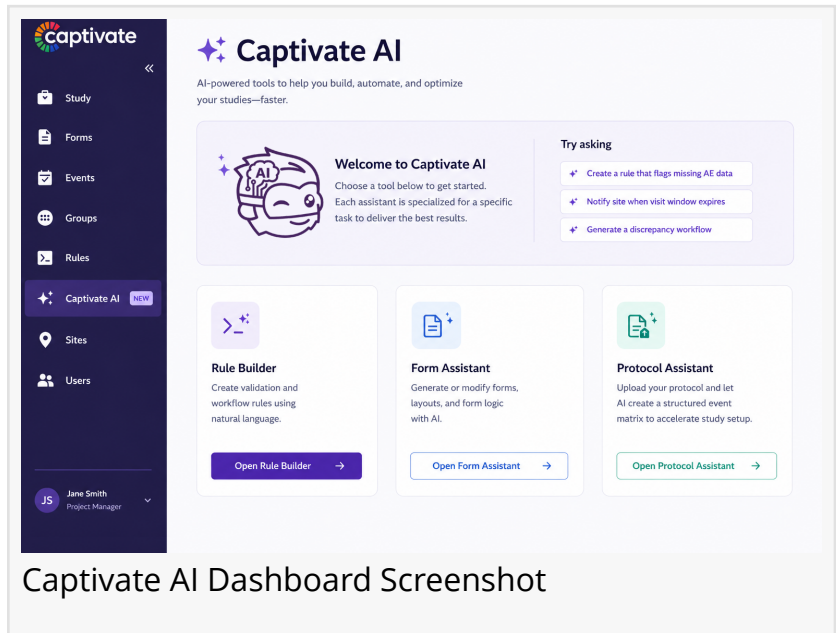 captivate
«
Study
Forms
Events
Groups
Rules
Captivate AI NEW
Sites
Users
JS
Jane Smith
Project Manager
Captivate AI
AI-powered tools to help you build, automate, and optimize
your studies—faster.
AI
Welcome to Captivate AI
Choose a tool below to get started.
Each assistant is specialized for a specific
task to deliver the best results.
Try asking
Create a rule that flags missing AE data
Notify site when visit window expires
Generate a discrepancy workflow
Rule Builder
Create validation and
workflow rules using
natural language.
Open Rule Builder →
Form Assistant
Generate or modify forms,
layouts, and form logic
with AI.
Open Form Assistant →
Protocol Assistant
Upload your protocol and let
AI create a structured event
matrix to accelerate study setup.
Open Protocol Assistant →
Captivate AI Dashboard Screenshot